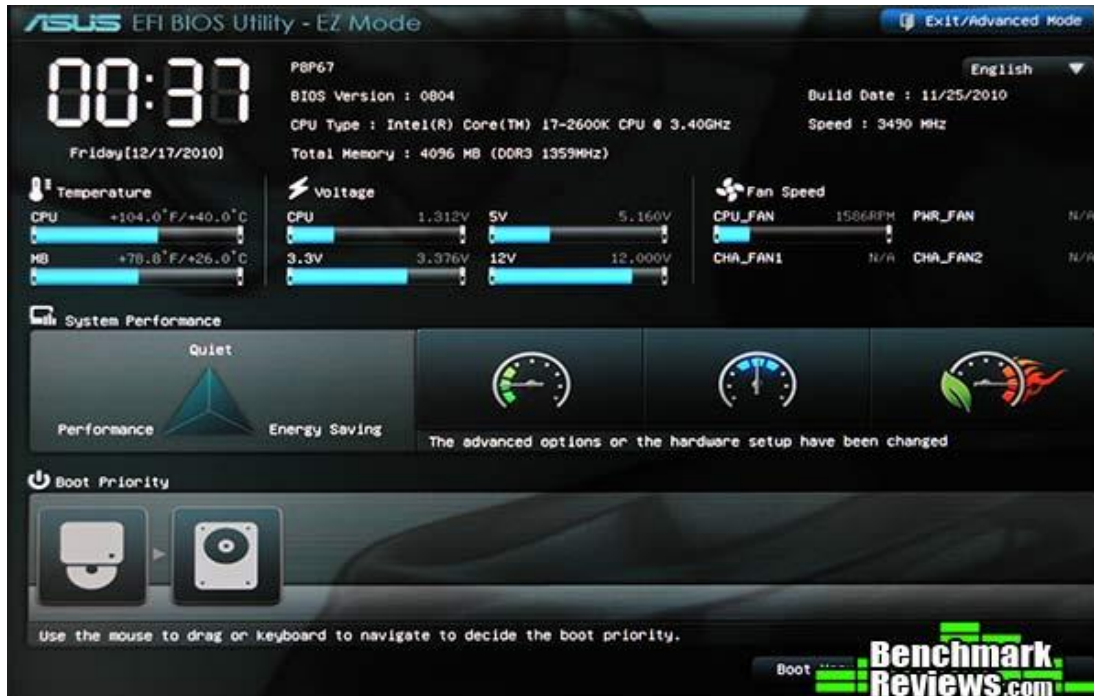 ASUS EFI BIOS Utility - EZ Mode
Exit/Advanced Mode
00:37
Friday[12/17/2010]
P8P67
English
BIOS Version : 0804
Build Date : 11/25/2010
CPU Type : Intel(R) Core(TM) i7-2600K CPU @ 3.40GHz
Speed : 3490 MHz
Total Memory : 4096 MB (DDR3 1359MHz)
Temperature
Voltage
Fan Speed
CPU +104.0°F/+40.0°C
CPU 1.312V 5V 5.160V
CPU_FAN 1586RPM PWR_FAN N/A
MB +78.8°F/+26.0°C
3.3V 3.376V 12V 12.000V
CHA_FAN1 N/A CHA_FAN2 N/A
System Performance
Quiet
Performance
Energy Saving
The advanced options or the hardware setup have been changed
Boot Priority
Use the mouse to drag or keyboard to navigate to decide the boot priority.
Boot
Benchmark
Reviews.com